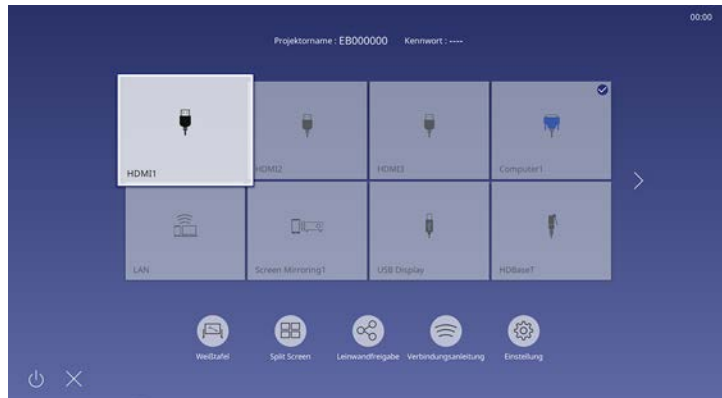 00:00
Projektorname : EB000000 Kennwort : ----
HDMI1 HDMI2 HDMI3 Computer1
LAN Screen Mirroring1 USB Display HDBaseT
Weißtafel Split Screen Leinwandfreigabe Verbindungsanleitung Einstellung